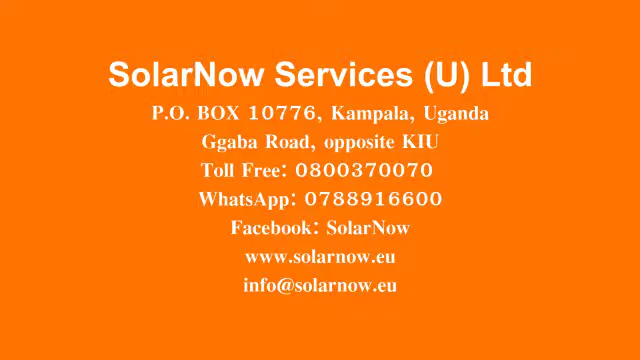 SolarNow Services (U) Ltd
P.O. BOX 10776, Kampala, Uganda
Ggaba Road, opposite KIU
Toll Free: 0800370070
WhatsApp: 0788916600
Facebook: SolarNow
www.solarnow.eu
info@solarnow.eu